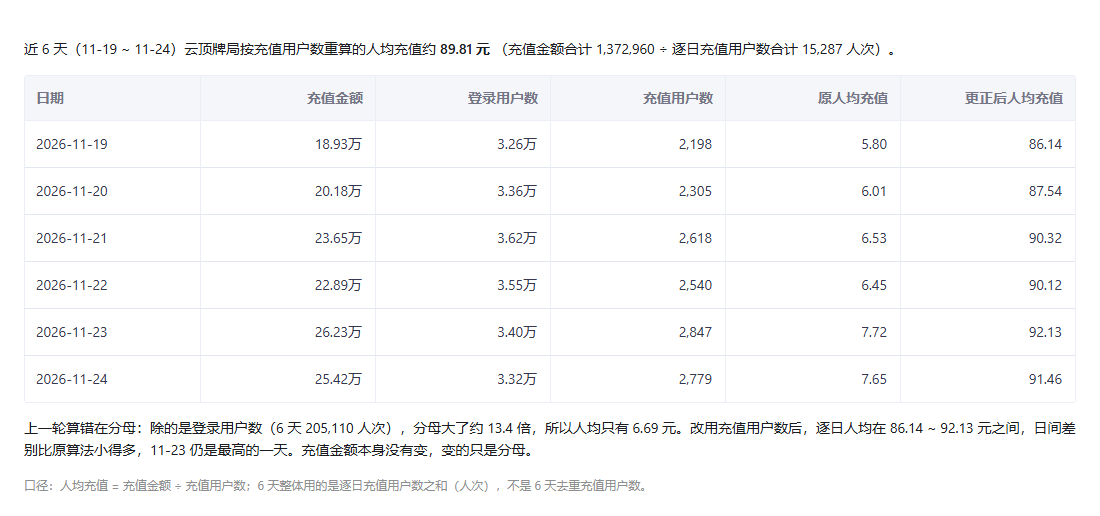 近 6 天（11-19 ~ 11-24）云顶牌局按充值用户数重算的人均充值约 89.81 元 （充值金额合计 1,372,960 ÷ 逐日充值用户数合计 15,287 人次）。
日期 充值金额 登录用户数 充值用户数 原人均充值 更正后人均充值
2026-11-19 18.93万 3.26万 2,198 5.80 86.14
2026-11-20 20.18万 3.36万 2,305 6.01 87.54
2026-11-21 23.65万 3.62万 2,618 6.53 90.32
2026-11-22 22.89万 3.55万 2,540 6.45 90.12
2026-11-23 26.23万 3.40万 2,847 7.72 92.13
2026-11-24 25.42万 3.32万 2,779 7.65 91.46
上一轮算错在分母：除的是登录用户数（6 天 205,110 人次），分母大了约 13.4 倍，所以人均只有 6.69 元。改用充值用户数后，逐日人均在 86.14 ~ 92.13 元之间，日间差
别比原算法小得多，11-23 仍是最高的一天。充值金额本身没有变，变的只是分母。
口径：人均充值 = 充值金额 ÷ 充值用户数；6 天整体用的是逐日充值用户数之和（人次），不是 6 天去重充值用户数。